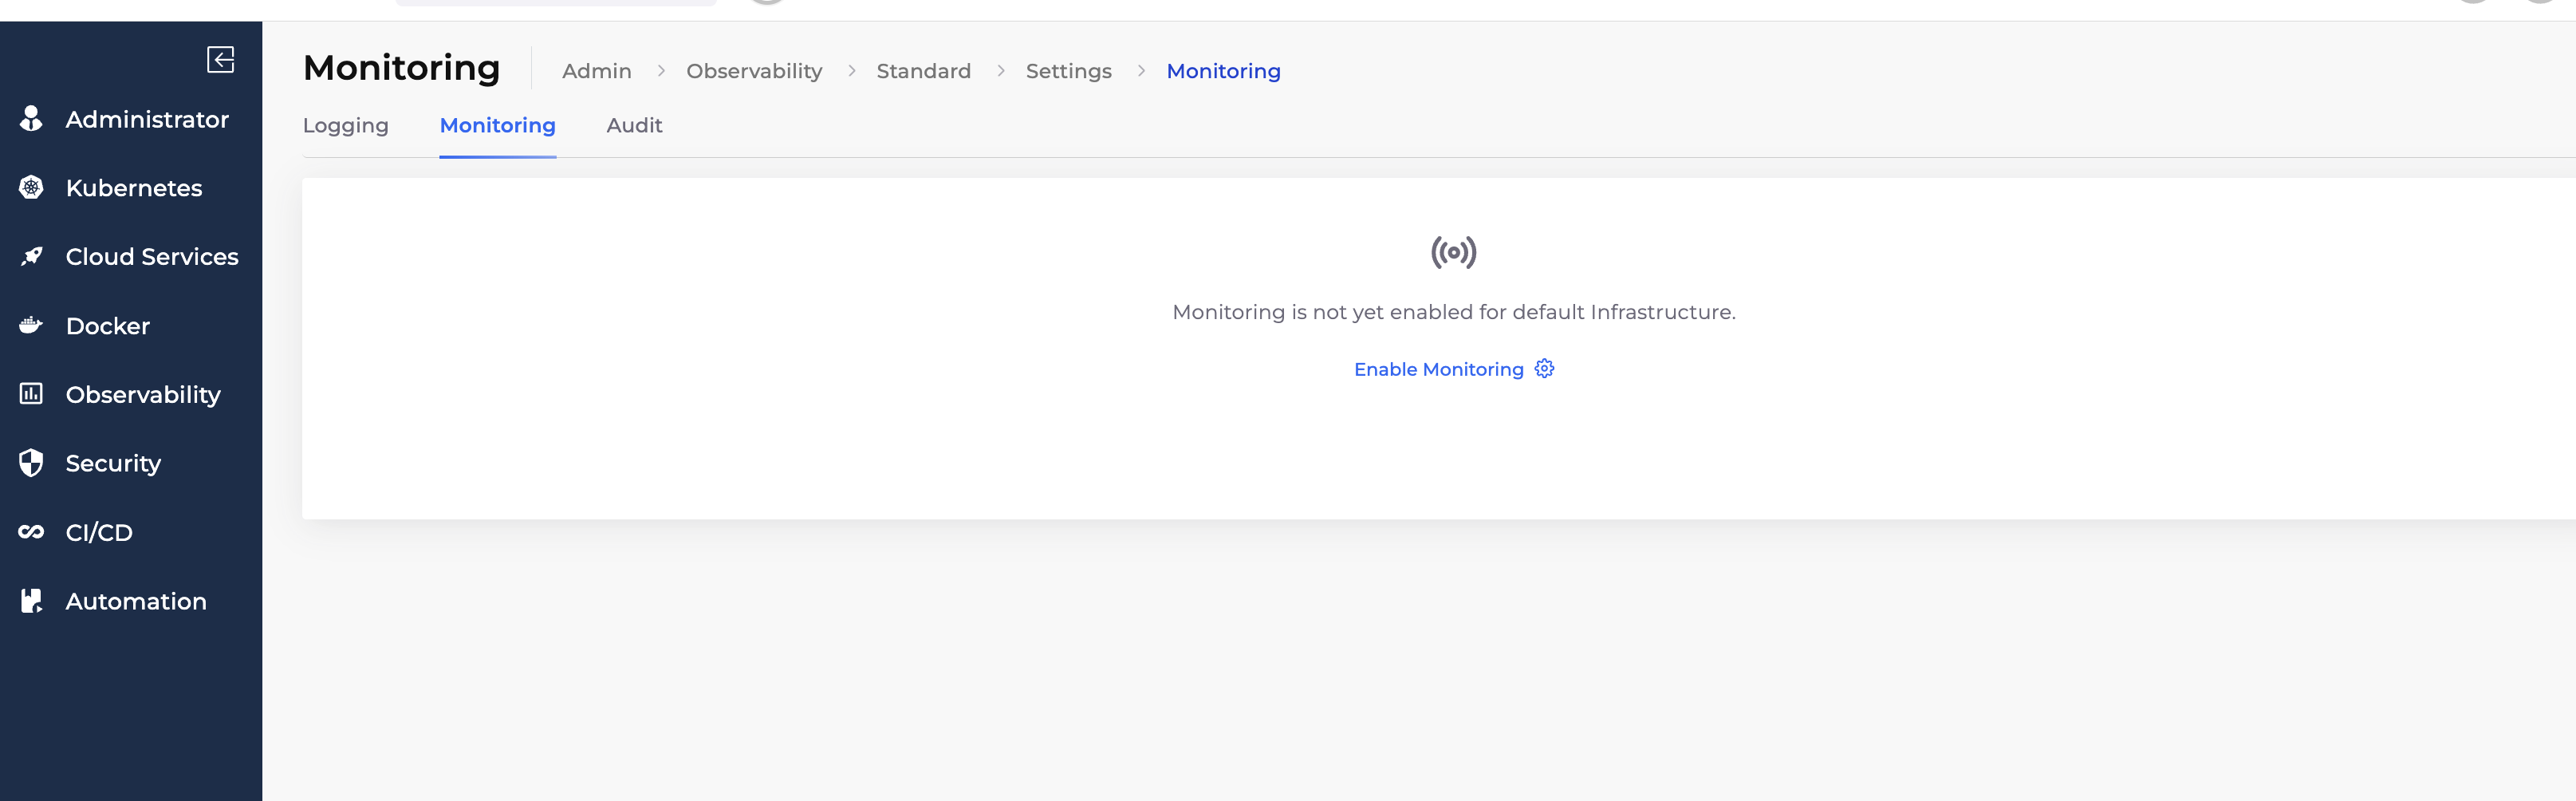 Monitoring
Admin > Observability > Standard > Settings > Monitoring
Logging Monitoring Audit
Administrator
Kubernetes
Cloud Services
Docker
Observability
Security
CI/CD
Automation
Monitoring is not yet enabled for default Infrastructure.
Enable Monitoring